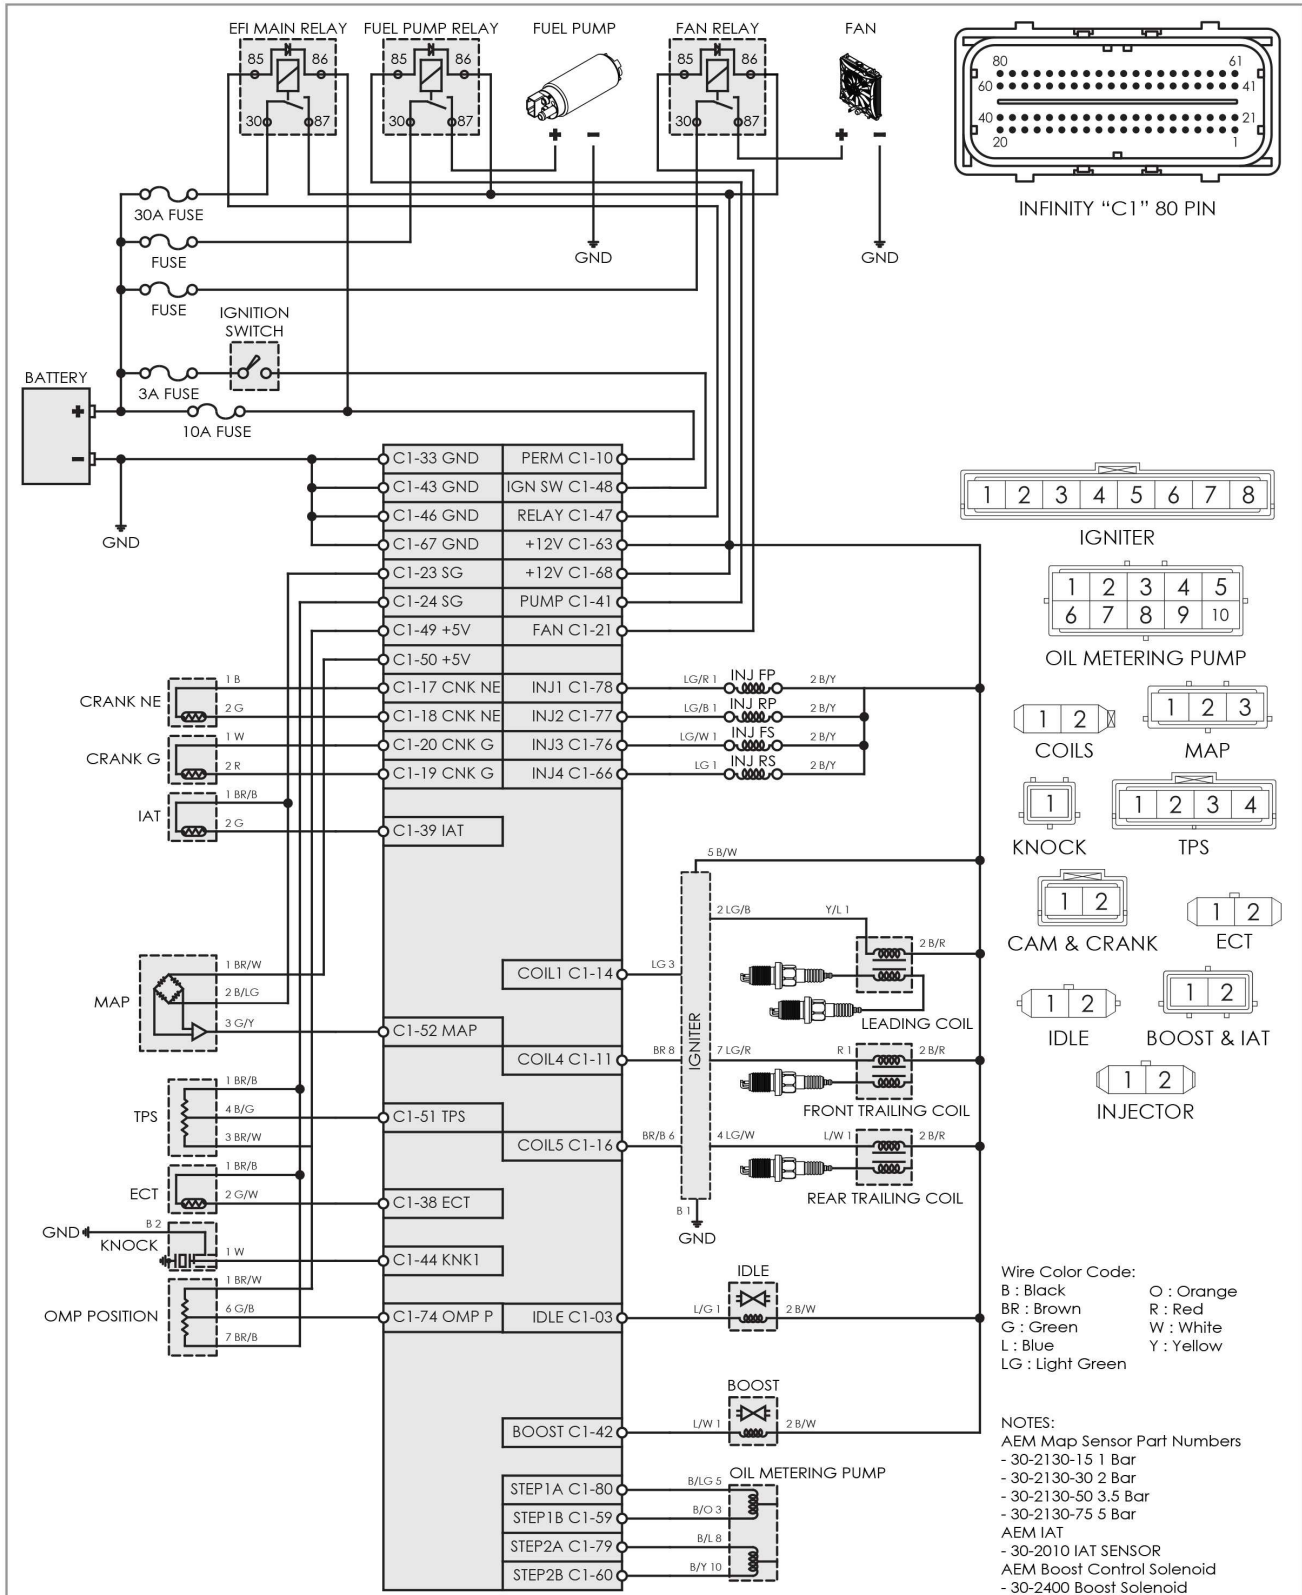 EFI MAIN RELAY FUEL PUMP RELAY FUEL PUMP FAN RELAY FAN
85 86 85 86 85 86
30 87 30 87 30 87
+ - + -
80 61
60 41
40 21
20 1
INFINITY “C1” 80 PIN
30A FUSE
FUSE
FUSE
GND GND
IGNITION
SWITCH
3A FUSE
10A FUSE
BATTERY
+
-
GND
C1-33 GND PERM C1-10
C1-43 GND IGN SW C1-48
C1-46 GND RELAY C1-47
C1-67 GND +12V C1-63
C1-23 SG +12V C1-68
C1-24 SG PUMP C1-41
C1-49 +5V FAN C1-21
C1-50 +5V
C1-17 CNK NE INJ1 C1-78
C1-18 CNK NE INJ2 C1-77
C1-20 CNK G INJ3 C1-76
C1-19 CNK G INJ4 C1-66
C1-39 IAT
COIL1 C1-14
C1-52 MAP
COIL4 C1-11
C1-51 TPS
COIL5 C1-16
C1-38 ECT
C1-44 KNK1
C1-74 OMP P IDLE C1-03
BOOST C1-42
STEP1A C1-80
STEP1B C1-59
STEP2A C1-79
STEP2B C1-60
CRANK NE
1 B
2 G
CRANK G
1 W
2 R
IAT
1 BR/B
2 G
MAP
1 BR/W
2 B/LG
3 G/Y
TPS
1 BR/B
4 B/G
3 BR/W
ECT
1 BR/B
2 G/W
GND
B 2
KNOCK
1 W
OMP POSITION
1 BR/W
6 G/B
7 BR/B
LG/R 1 INJ FP 2 B/Y
LG/B 1 INJ RP 2 B/Y
LG/W 1 INJ FS 2 B/Y
LG 1 INJ RS 2 B/Y
5 B/W
2 LG/B Y/L 1
2 B/R
LG 3
LEADING COIL
IGNITER
BR 8 7 LG/R R 1 2 B/R
FRONT TRAILING COIL
BR/B 6 4 LG/W L/W 1 2 B/R
REAR TRAILING COIL
B 1
GND
IDLE
L/G 1 2 B/W
BOOST
L/W 1 2 B/W
OIL METERING PUMP
B/LG 5
B/O 3
B/L 8
B/Y 10
1 2 3 4 5 6 7 8
IGNITER
1 2 3 4 5
6 7 8 9 10
OIL METERING PUMP
1 2
COILS
1 2 3
MAP
1
KNOCK
1 2 3 4
TPS
1 2
CAM & CRANK
1 2
ECT
1 2
IDLE
1 2
BOOST & IAT
1 2
INJECTOR
Wire Color Code:
B : Black O : Orange
BR : Brown R : Red
G : Green W : White
L : Blue Y : Yellow
LG : Light Green
NOTES:
AEM Map Sensor Part Numbers
- 30-2130-15 1 Bar
- 30-2130-30 2 Bar
- 30-2130-50 3.5 Bar
- 30-2130-75 5 Bar
AEM IAT
- 30-2010 IAT SENSOR
AEM Boost Control Solenoid
- 30-2400 Boost Solenoid